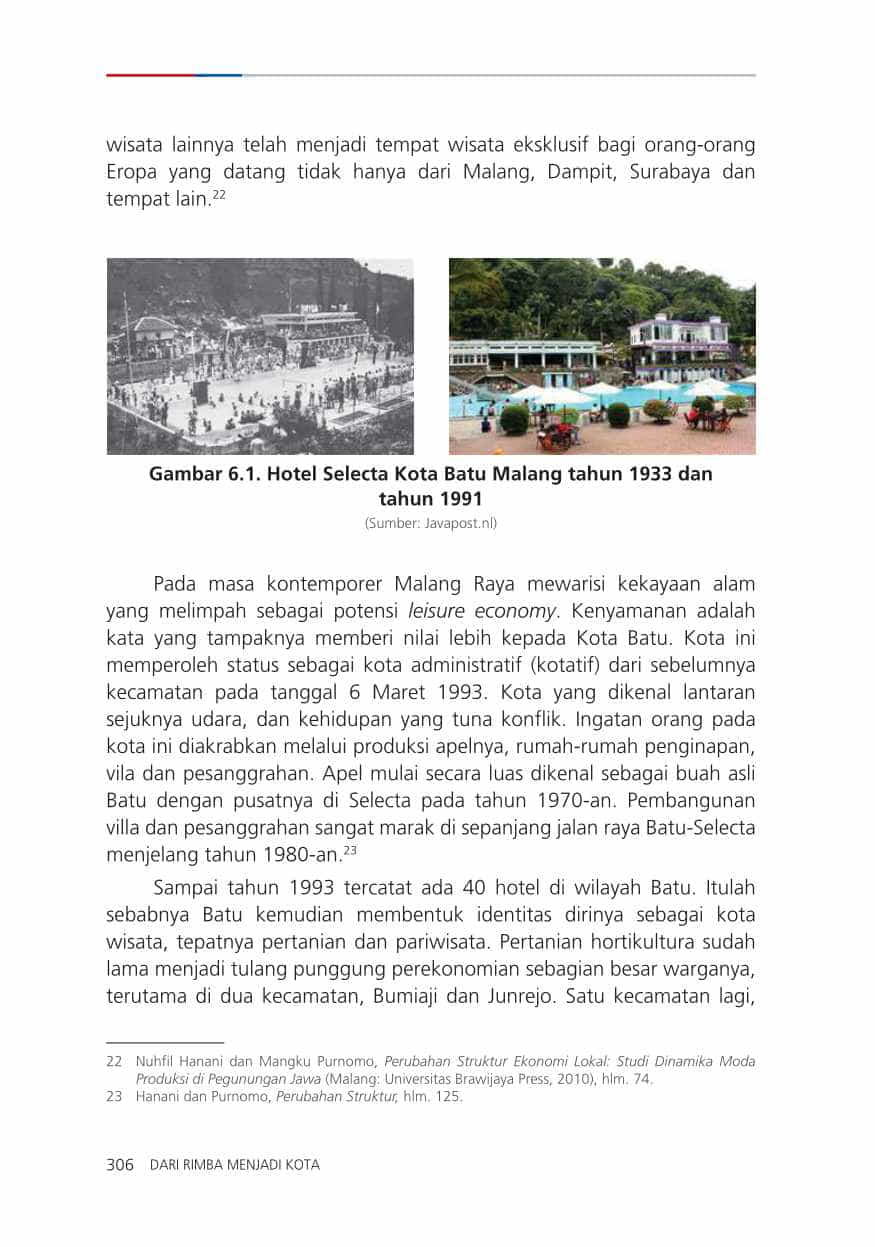 wisata lainnya telah menjadi tempat wisata eksklusif bagi orang-orang
Eropa yang datang tidak hanya dari Malang, Dampit, Surabaya dan
tempat lain.22
Gambar 6.1. Hotel Selecta Kota Batu Malang tahun 1933 dan
tahun 1991
(Sumber: Javapost.nl)
Pada masa kontemporer Malang Raya mewarisi kekayaan alam
yang melimpah sebagai potensi leisure economy. Kenyamanan adalah
kata yang tampaknya memberi nilai lebih kepada Kota Batu. Kota ini
memperoleh status sebagai kota administratif (kotatif) dari sebelumnya
kecamatan pada tanggal 6 Maret 1993. Kota yang dikenal lantaran
sejuknya udara, dan kehidupan yang tuna konflik. Ingatan orang pada
kota ini diakrabkan melalui produksi apelnya, rumah-rumah penginapan,
vila dan pesanggrahan. Apel mulai secara luas dikenal sebagai buah asli
Batu dengan pusatnya di Selecta pada tahun 1970-an. Pembangunan
villa dan pesanggrahan sangat marak di sepanjang jalan raya Batu-Selecta
menjelang tahun 1980-an.23
Sampai tahun 1993 tercatat ada 40 hotel di wilayah Batu. Itulah
sebabnya Batu kemudian membentuk identitas dirinya sebagai kota
wisata, tepatnya pertanian dan pariwisata. Pertanian hortikultura sudah
lama menjadi tulang punggung perekonomian sebagian besar warganya,
terutama di dua kecamatan, Bumiaji dan Junrejo. Satu kecamatan lagi,
22 Nuhfil Hanani dan Mangku Purnomo, Perubahan Struktur Ekonomi Lokal: Studi Dinamika Moda
Produksi di Pegunungan Jawa (Malang: Universitas Brawijaya Press, 2010), hlm. 74.
23 Hanani dan Purnomo, Perubahan Struktur, hlm. 125.
306 DARI RIMBA MENJADI KOTA